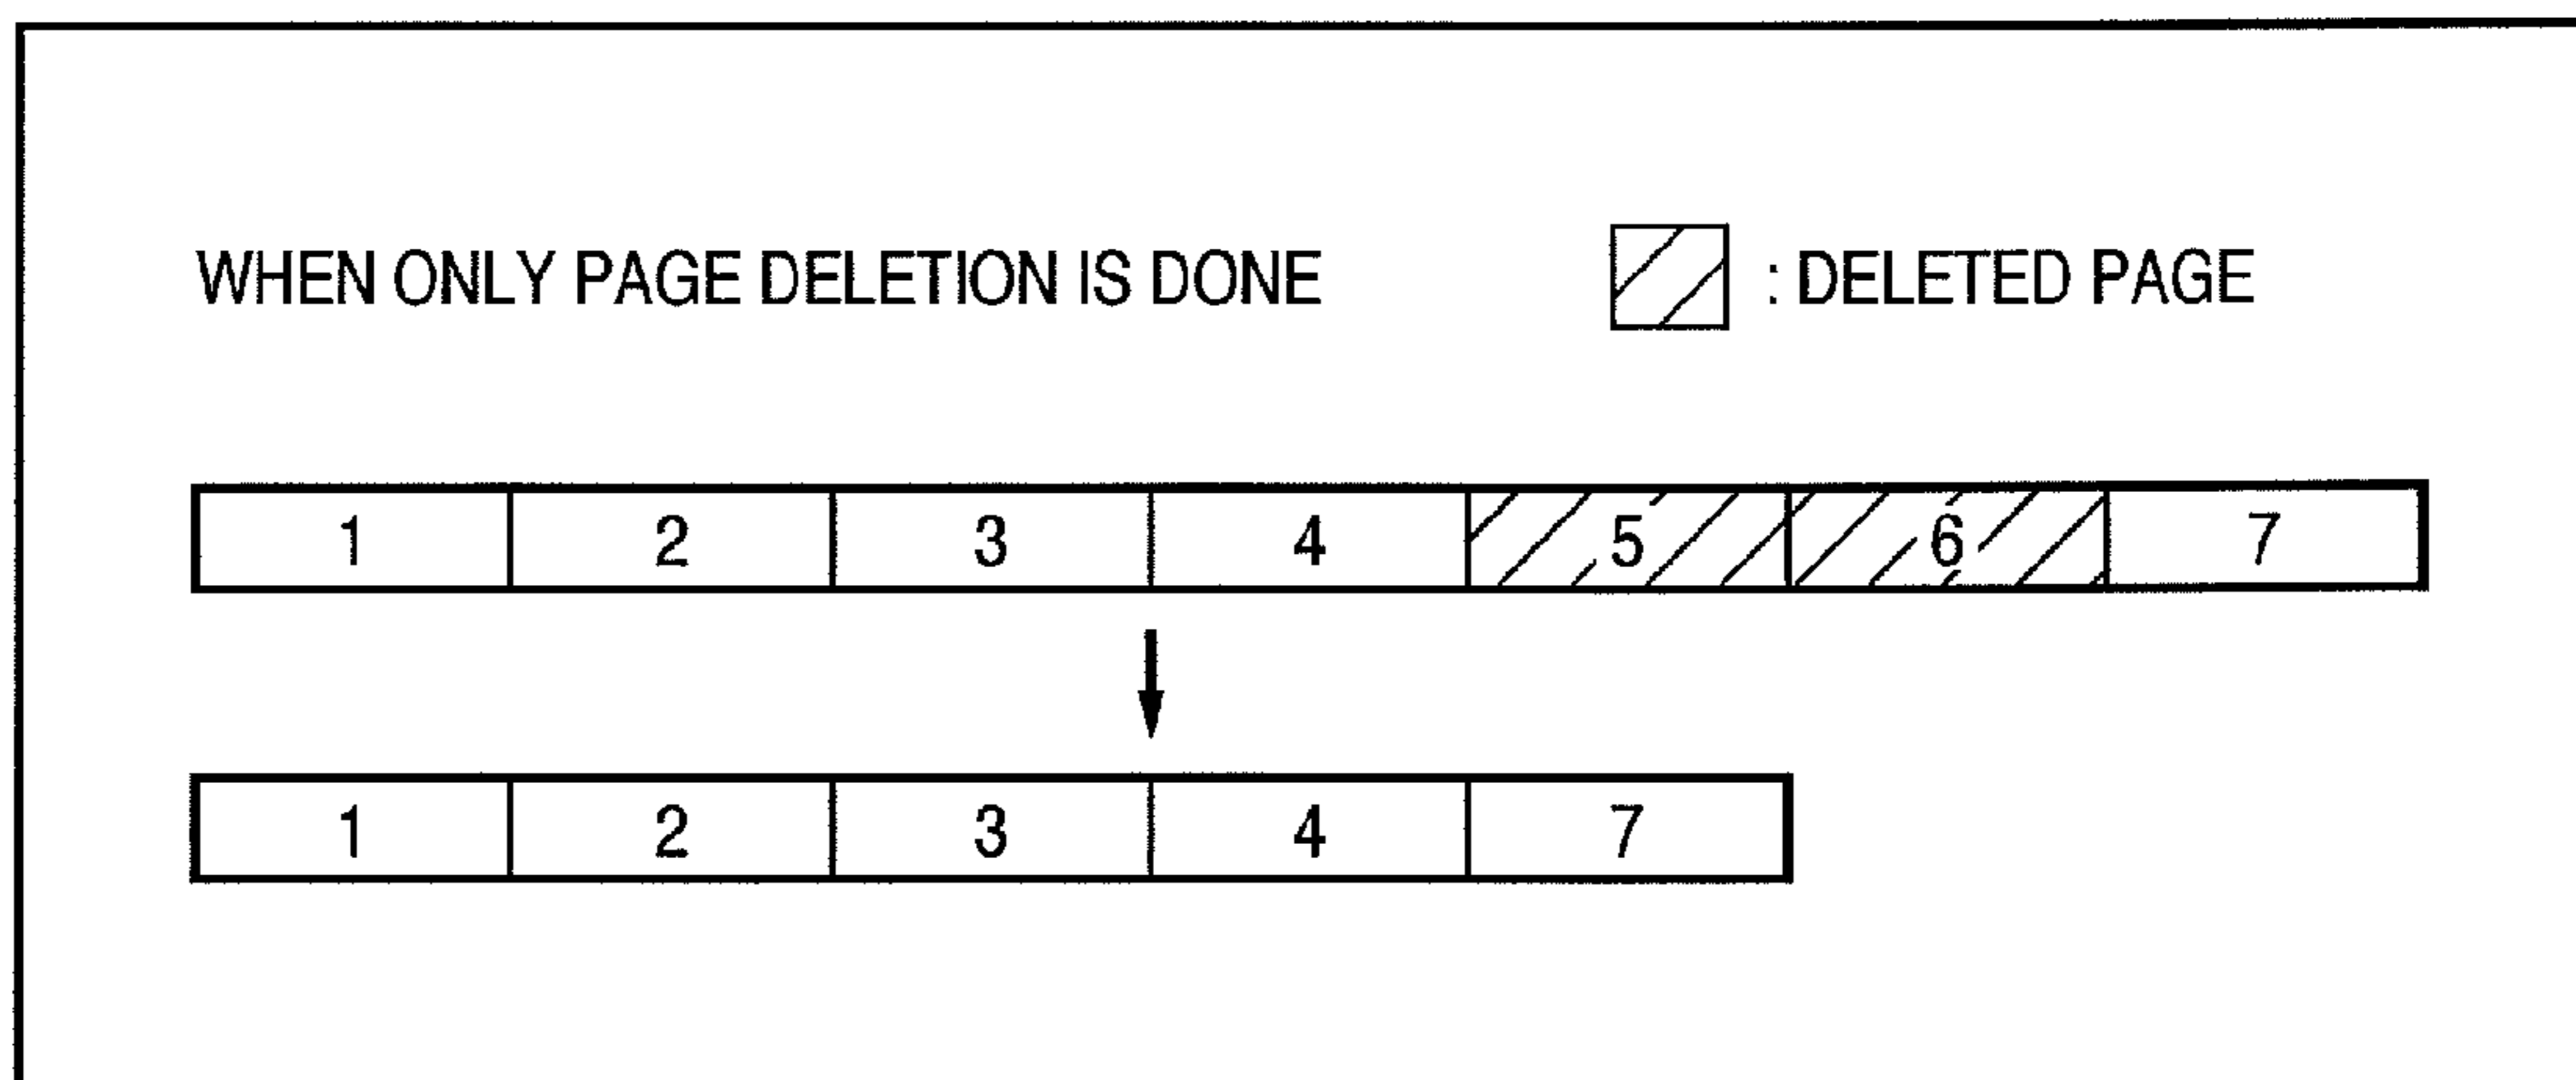 WHEN ONLY PAGE DELETION IS DONE : DELETED PAGE
1 2 3 4 5 6 7
1 2 3 4 7